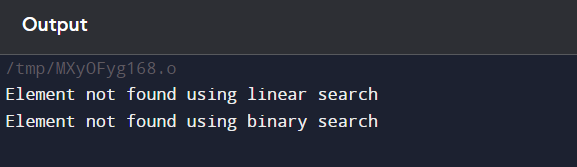 Output
/tmp/MXyOFyg168.o
Element not found using linear search
Element not found using binary search